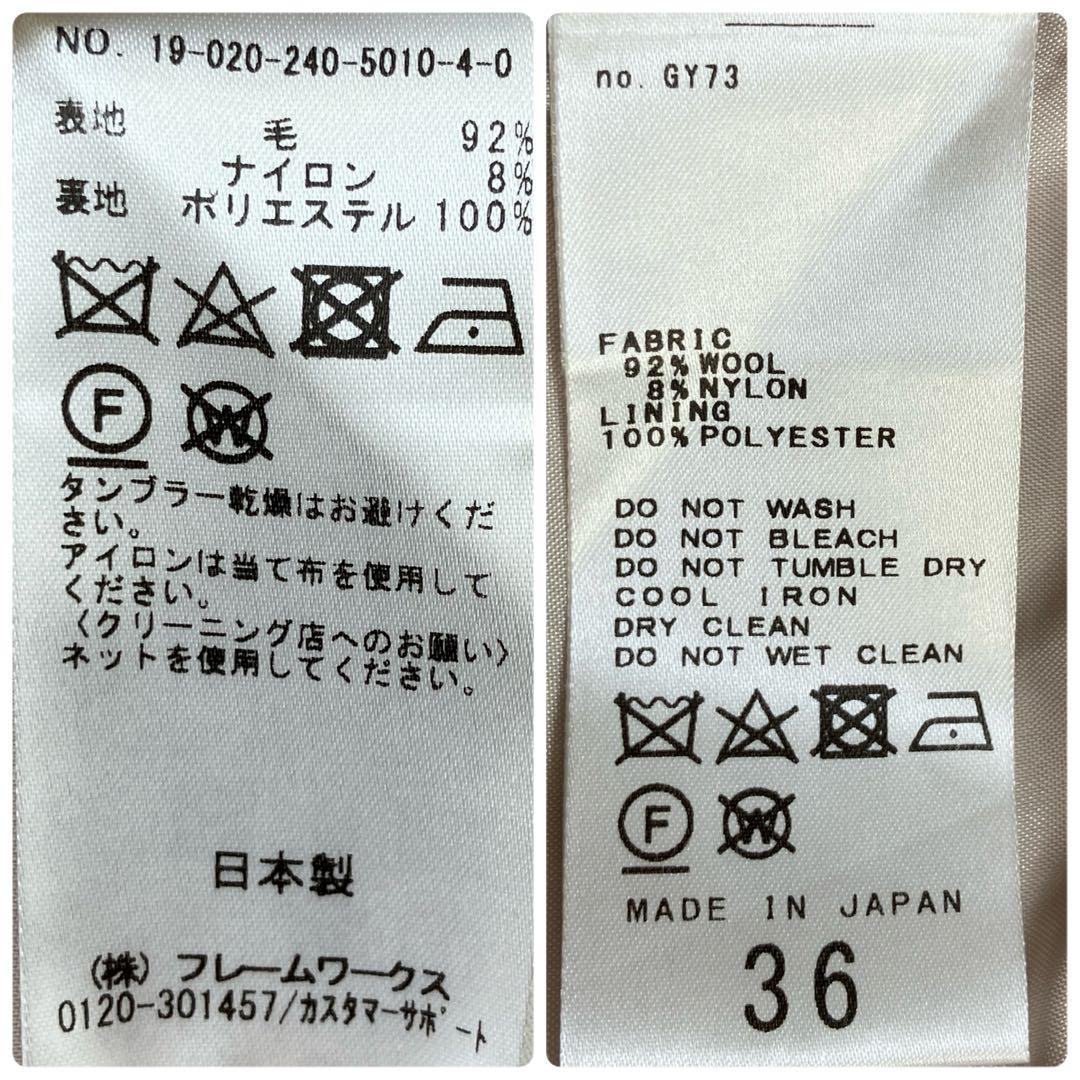 NO. 19-020-240-5010-4-0
表地 毛 92%
ナイロン 8%
裏地 ポリエステル 100%
F W
タンブラー乾燥はお避けくだ
さい。
アイロンは当て布を使用して
ください。
〈クリーニング店へのお願い〉
ネットを使用してください。
日本製
(株) フレームワークス
0120-301457/カスタマーサポート
no. GY73
FABRIC
92% WOOL
8% NYLON
LINING
100% POLYESTER
DO NOT WASH
DO NOT BLEACH
DO NOT TUMBLE DRY
COOL IRON
DRY CLEAN
DO NOT WET CLEAN
F W
MADE IN JAPAN
36